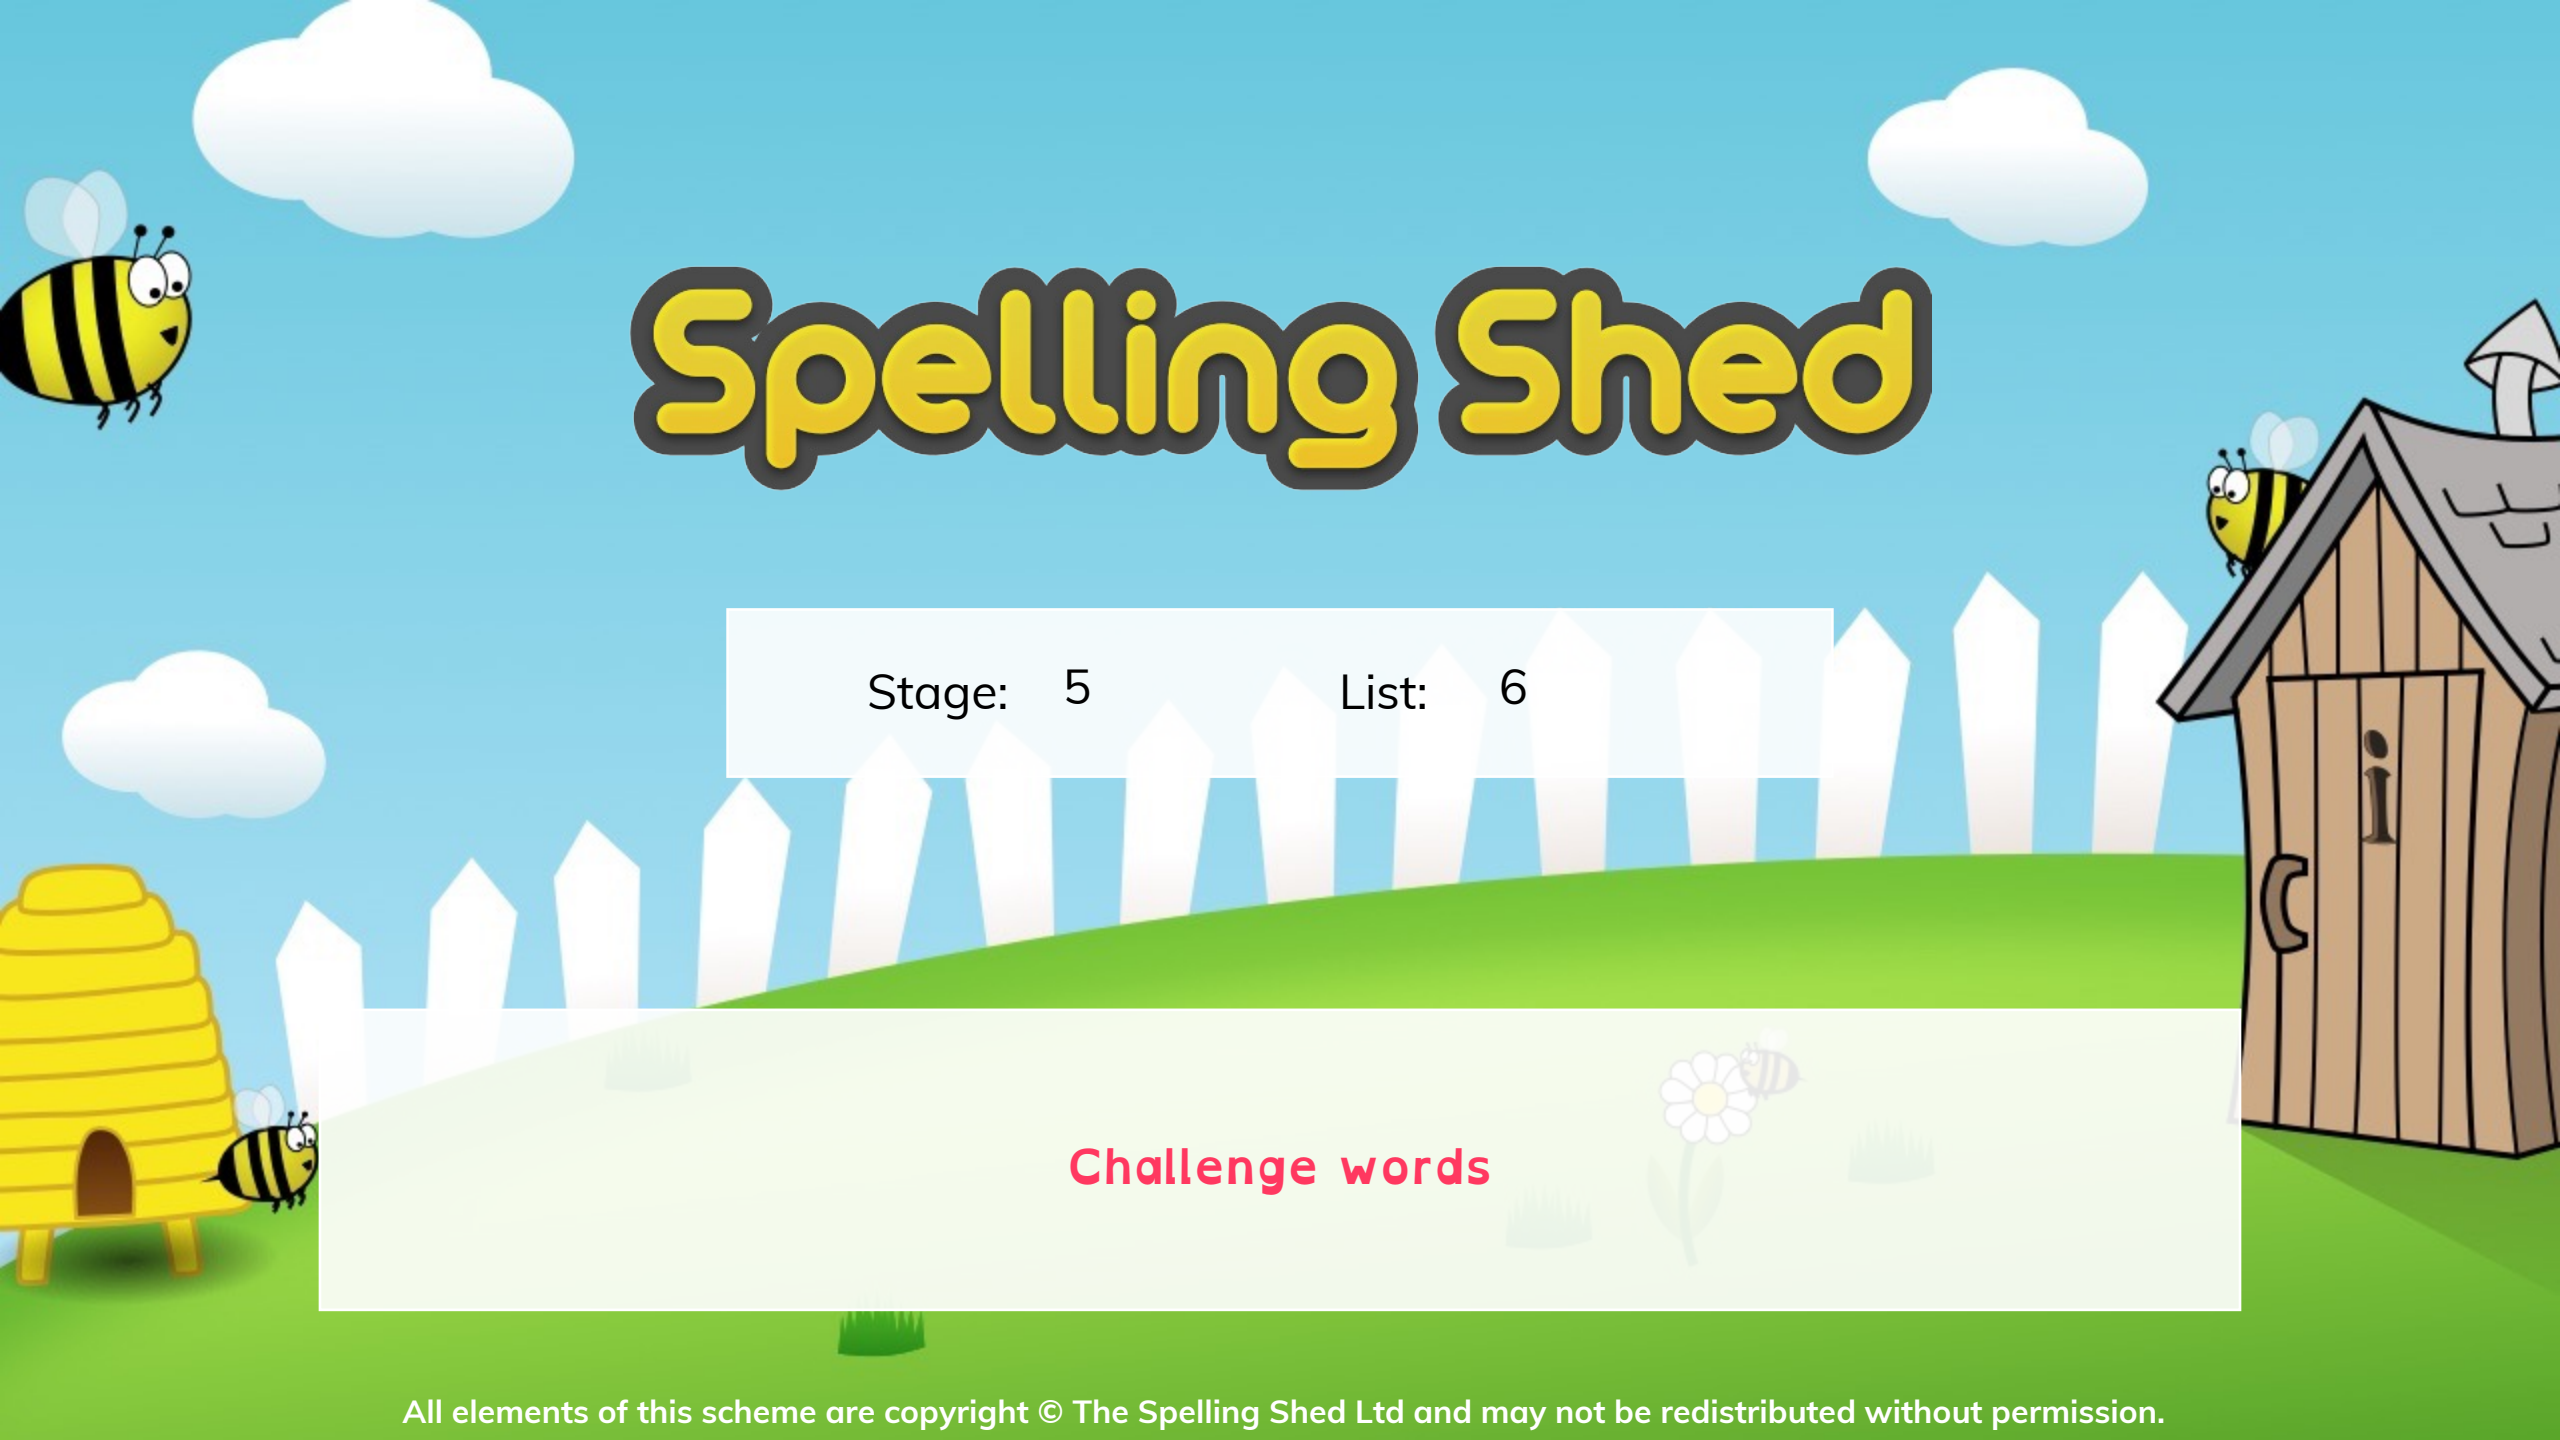 Spelling Shed
Stage: 5 List: 6
i
Challenge words
All elements of this scheme are copyright © The Spelling Shed Ltd and may not be redistributed without permission.